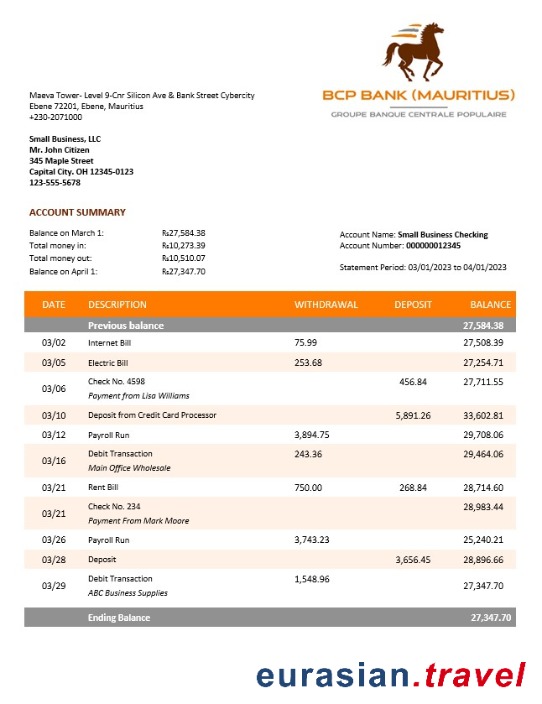 BCP BANK (MAURITIUS)
GROUPE BANQUE CENTRALE POPULAIRE
Maeva Tower- Level 9-Cnr Silicon Ave & Bank Street Cybercity
Ebene 72201, Ebene, Mauritius
+230-2071000
Small Business, LLC
Mr. John Citizen
345 Maple Street
Capital City. OH 12345-0123
123-555-5678
ACCOUNT SUMMARY
Balance on March 1: ₨27,584.38
Total money in: ₨10,273.39
Total money out: ₨10,510.07
Balance on April 1: ₨27,347.70
Account Name: Small Business Checking
Account Number: 000000012345
Statement Period: 03/01/2023 to 04/01/2023
DATE DESCRIPTION WITHDRAWAL DEPOSIT BALANCE
Previous balance 27,584.38
03/02 Internet Bill 75.99 27,508.39
03/05 Electric Bill 253.68 27,254.71
03/06 Check No. 4598 456.84 27,711.55
Payment from Lisa Williams
03/10 Deposit from Credit Card Processor 5,891.26 33,602.81
03/12 Payroll Run 3,894.75 29,708.06
03/16 Debit Transaction 243.36 29,464.06
Main Office Wholesale
03/21 Rent Bill 750.00 268.84 28,714.60
03/21 Check No. 234 28,983.44
Payment From Mark Moore
03/26 Payroll Run 3,743.23 25,240.21
03/28 Deposit 3,656.45 28,896.66
03/29 Debit Transaction 1,548.96 27,347.70
ABC Business Supplies
Ending Balance 27,347.70
eurasian.travel